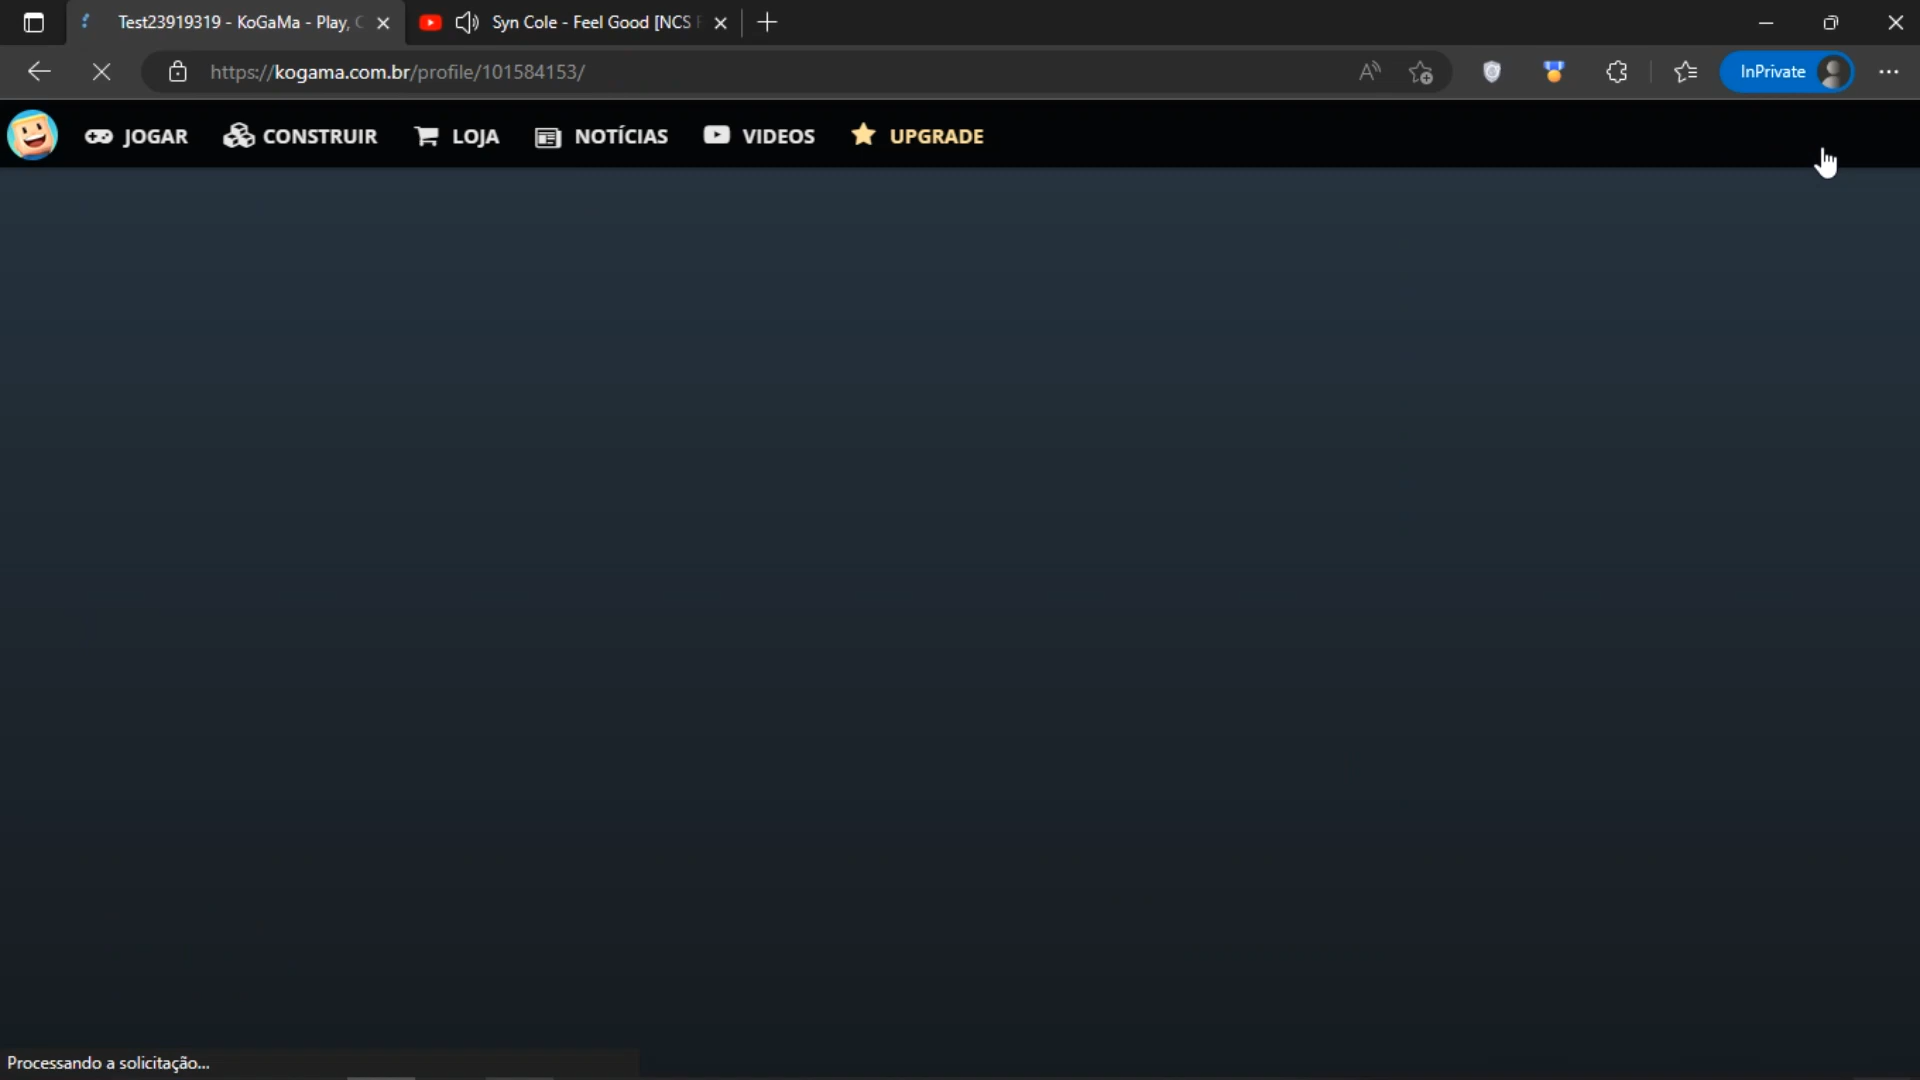 Test23919319 - KoGaMa - Play,
Syn Cole - Feel Good [NCS
https://kogama.com.br/profile/101584153/
InPrivate
JOGAR
CONSTRUIR
LOJA
NOTÍCIAS
VIDEOS
UPGRADE
Processando a solicitação...